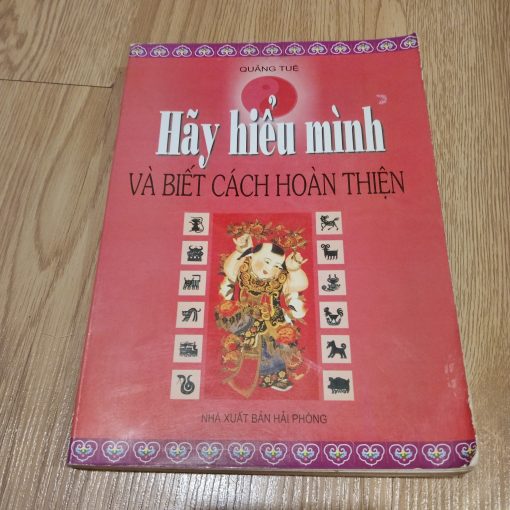 QUẢNG TUỆ
Hãy hiểu mình
VÀ BIẾT CÁCH HOÀN THIỆN
NHÀ XUẤT BẢN HẢI PHÒNG